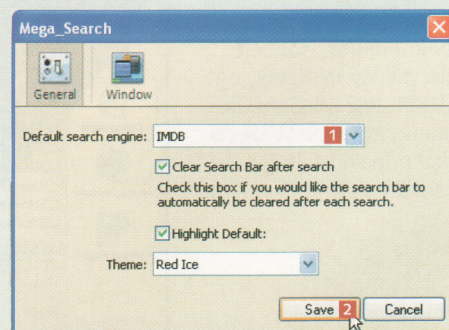 Mega_Search
General Window
Default search engine: IMDB 1
Clear Search Bar after search
Check this box if you would like the search bar to
automatically be cleared after each search.
Highlight Default:
Theme: Red Ice
Save 2 Cancel